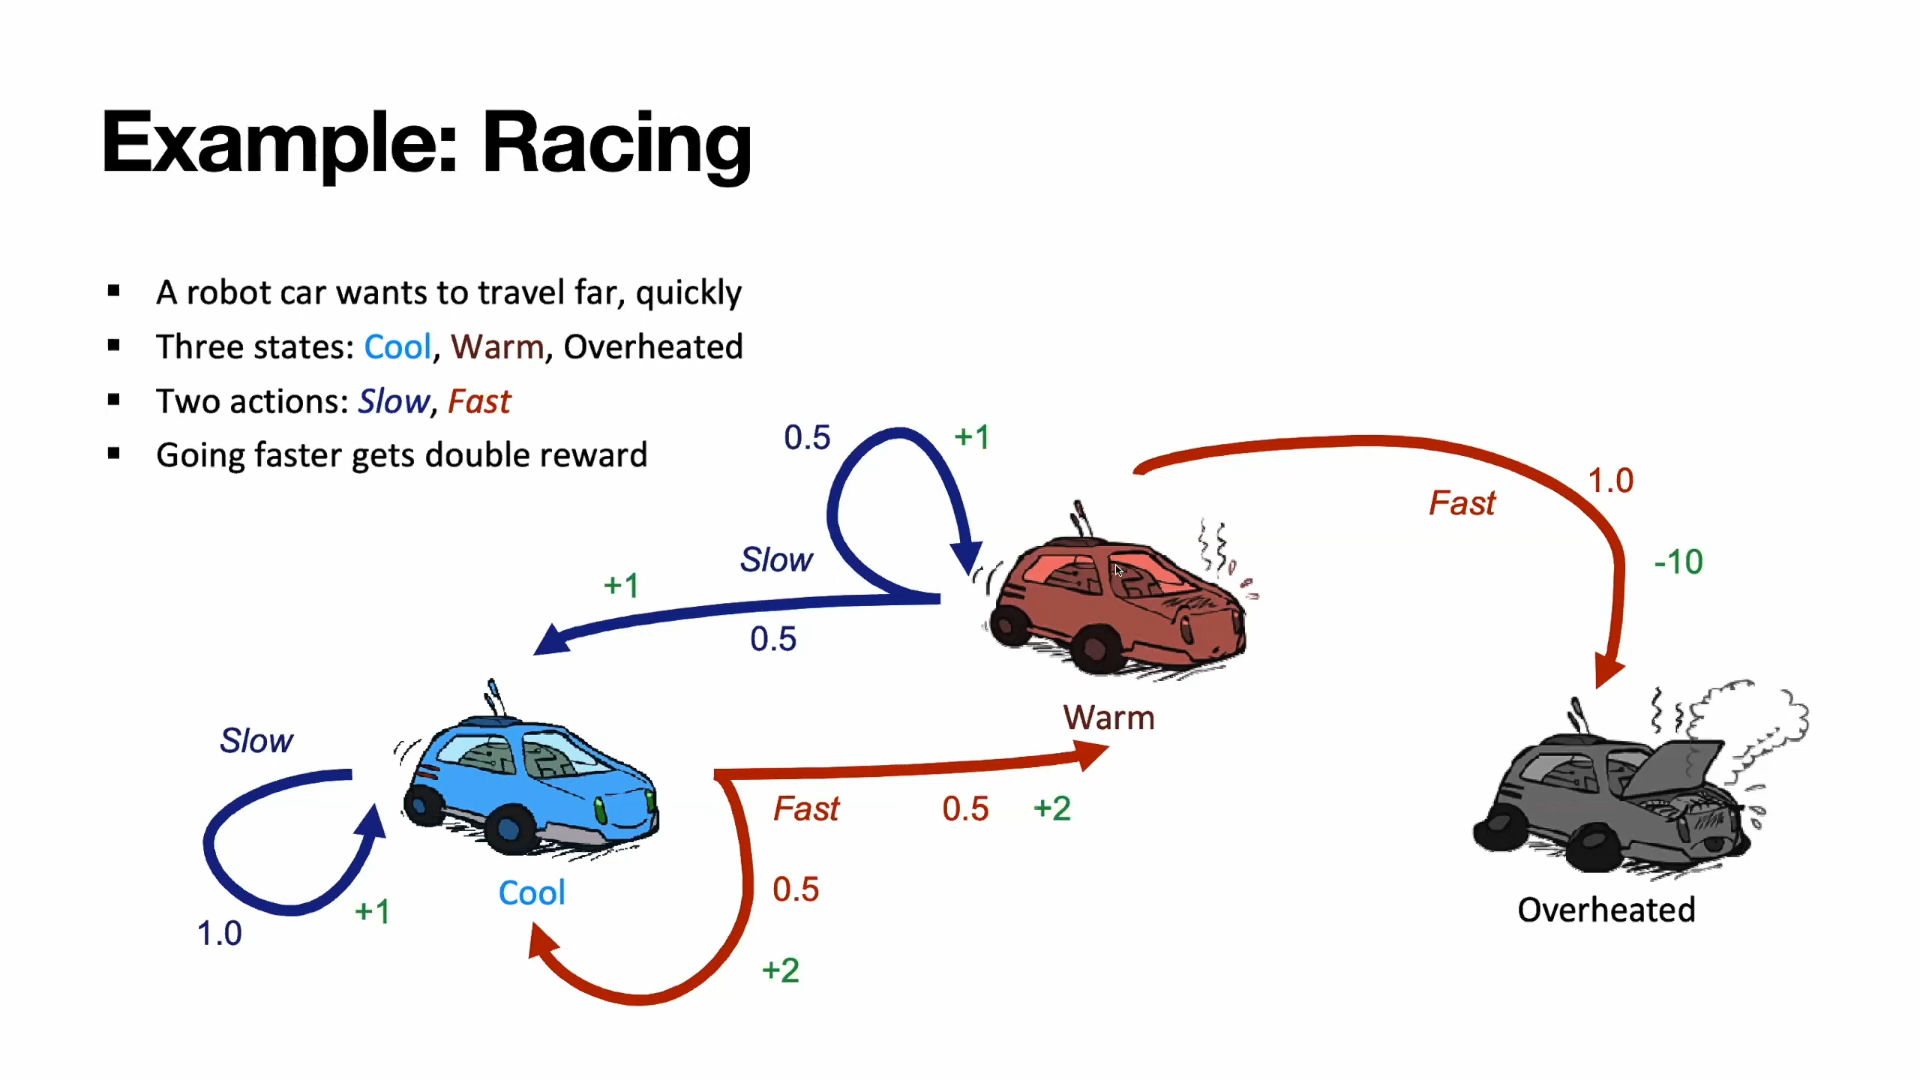 Example: Racing
▪ A robot car wants to travel far, quickly
▪ Three states: Cool, Warm, Overheated
▪ Two actions: Slow, Fast
▪ Going faster gets double reward
0.5
+1
Fast
1.0
Slow
-10
+1
0.5
Warm
Slow
Fast
0.5
+2
0.5
Cool
+1
1.0
+2
Overheated